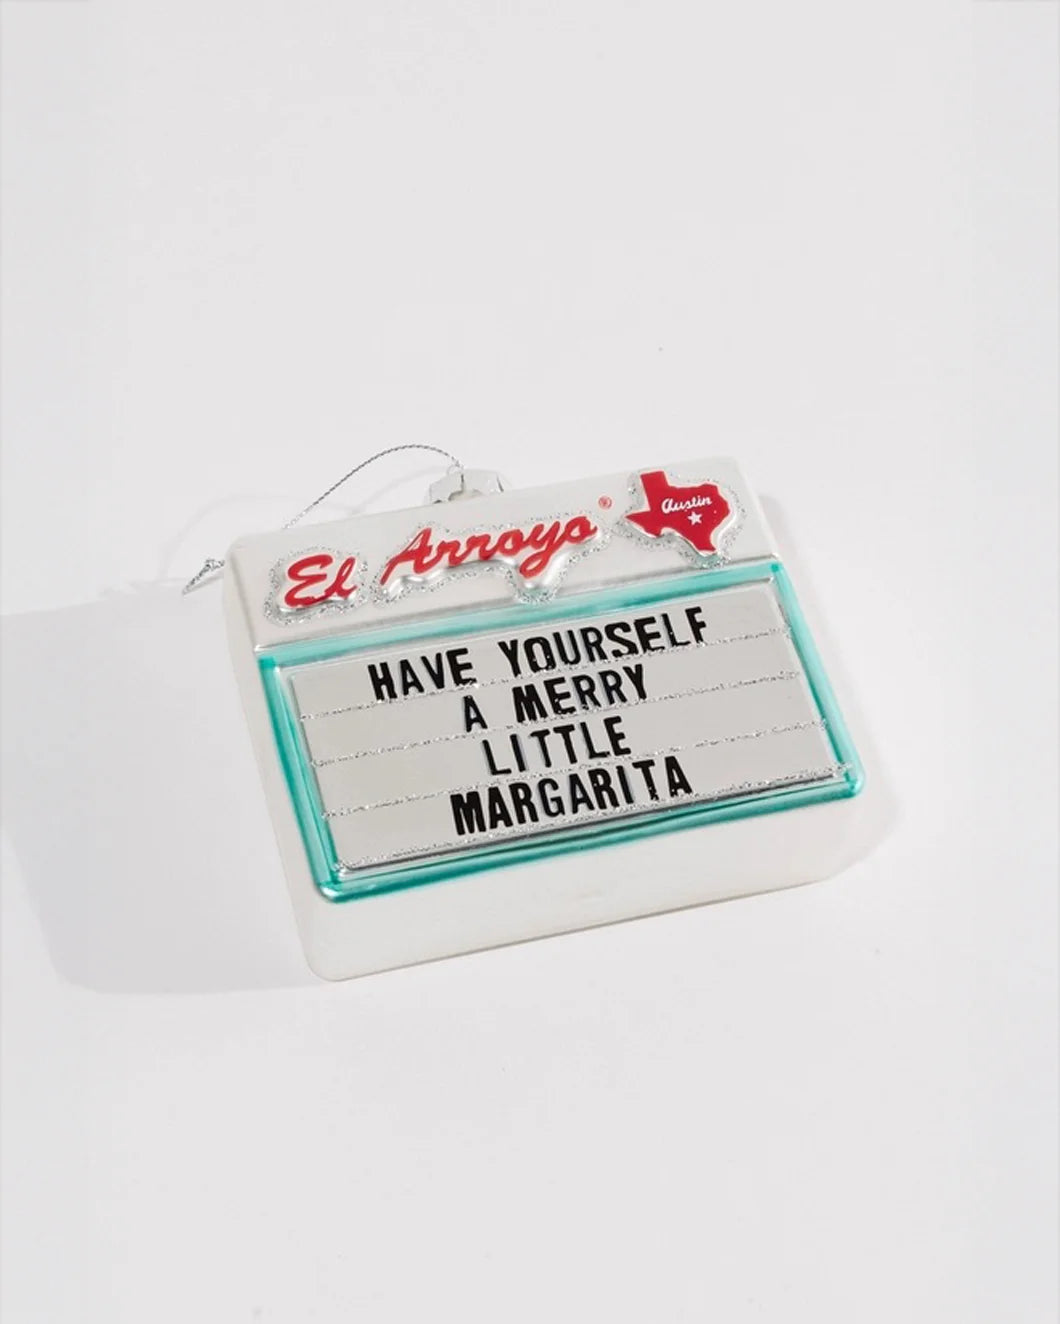 El Arroyo®
Austin
HAVE YOURSELF
A MERRY
LITTLE
MARGARITA